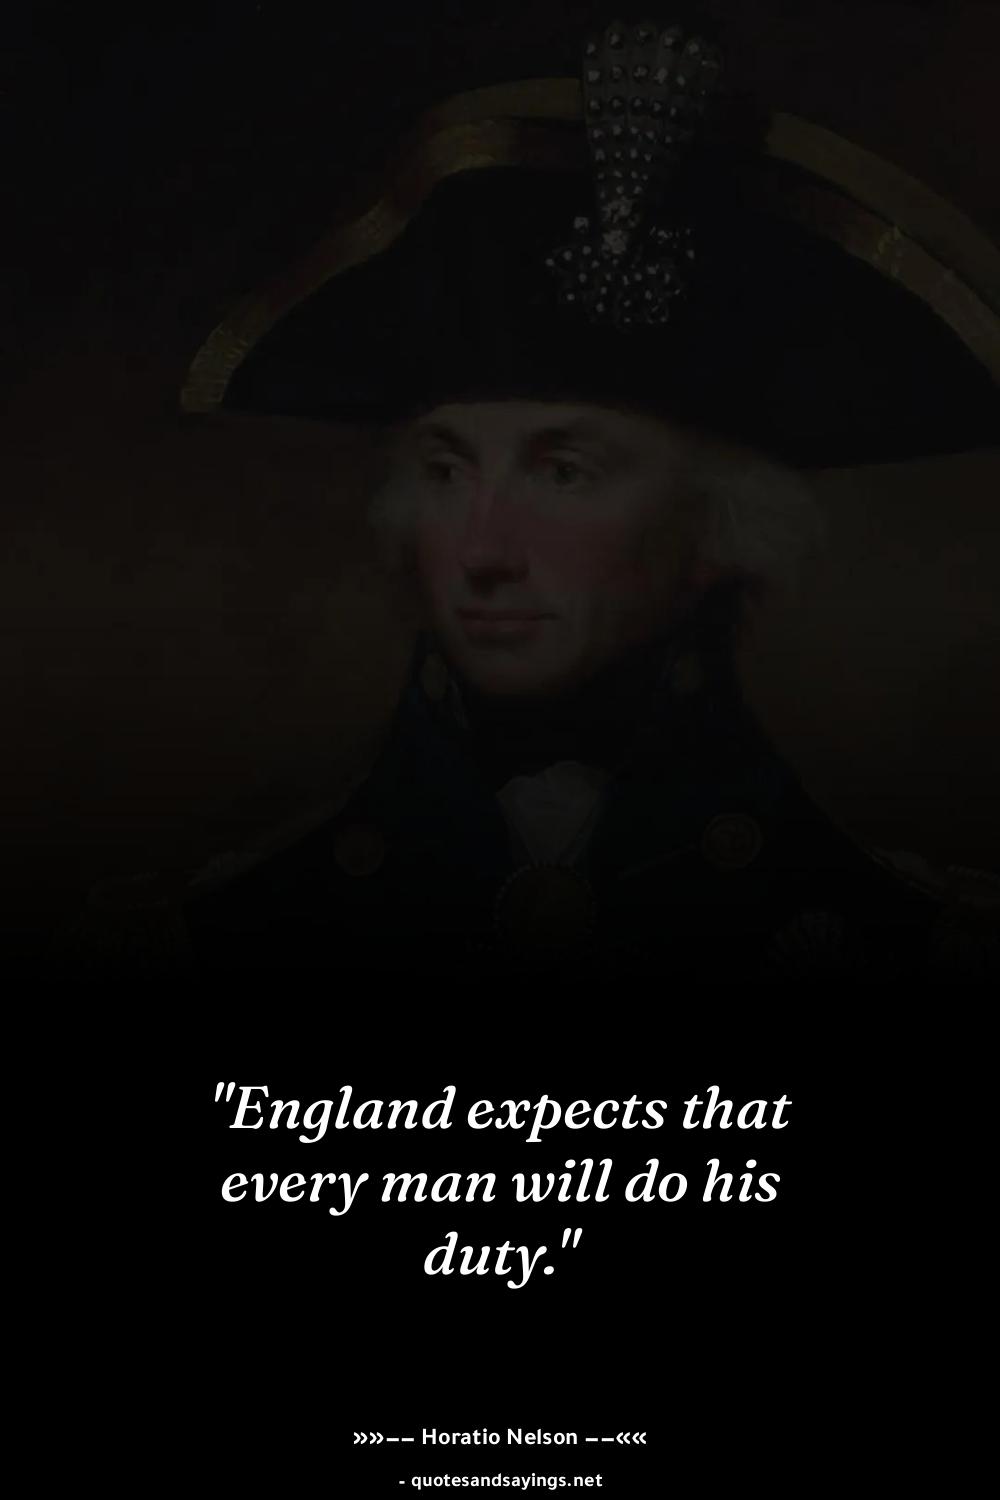 "England expects that
every man will do his
duty."
»»−− Horatio Nelson −−««
- quotesandsayings.net